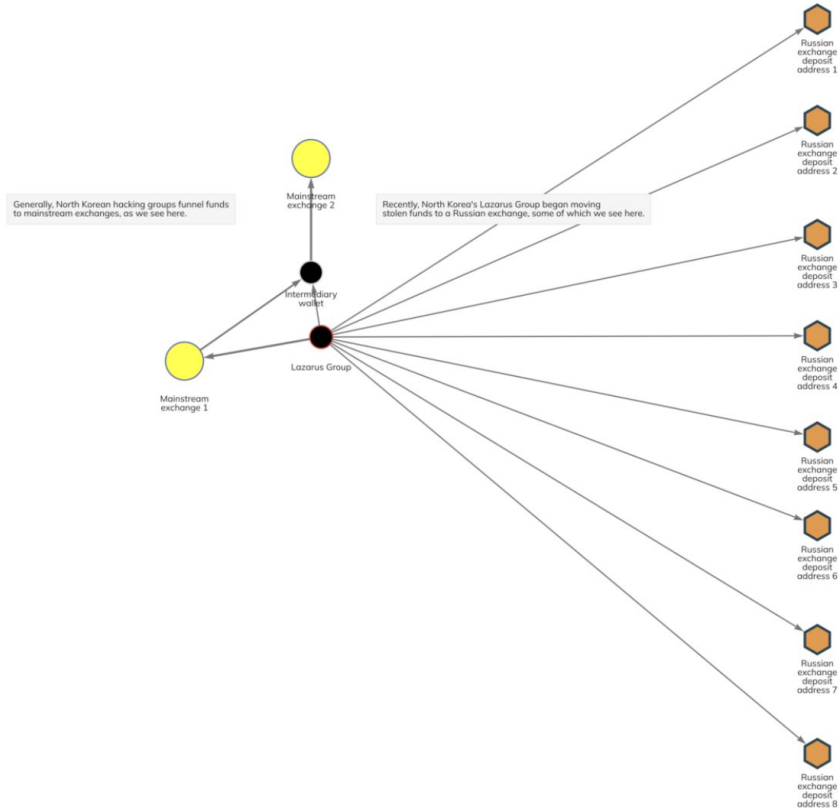 Russian
exchange
deposit
address 1
Russian
exchange
deposit
address 2
Mainstream
exchange 2
Generally, North Korean hacking groups funnel funds
to mainstream exchanges, as we see here.
Recently, North Korea's Lazarus Group began moving
stolen funds to a Russian exchange, some of which we see here.
Russian
exchange
deposit
address 3
Intermediary
wallet
Lazarus Group
Russian
exchange
deposit
address 4
Mainstream
exchange 1
Russian
exchange
deposit
address 5
Russian
exchange
deposit
address 6
Russian
exchange
deposit
address 7
Russian
exchange
deposit
address 8